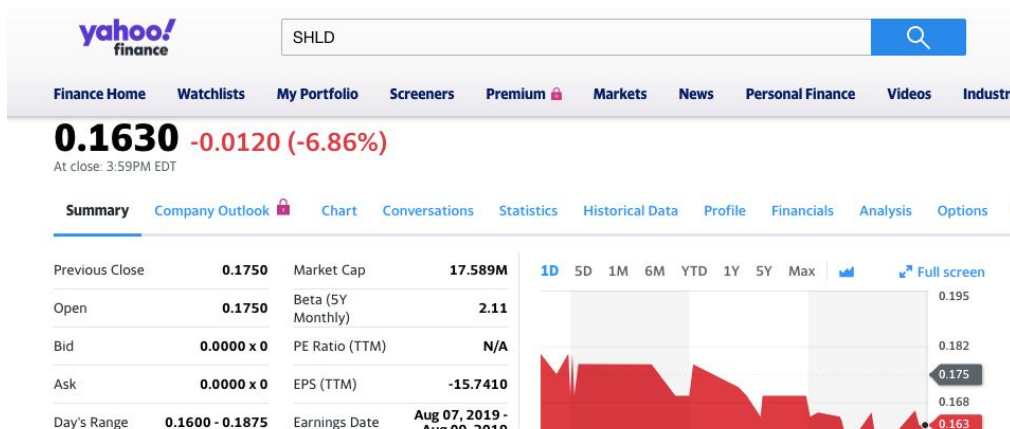 yahoo!
finance
SHLD
Finance Home Watchlists My Portfolio Screeners Premium Markets News Personal Finance Videos Industr
0.1630 -0.0120 (-6.86%)
At close: 3:59PM EDT
Summary Company Outlook Chart Conversations Statistics Historical Data Profile Financials Analysis Options
Previous Close 0.1750
Open 0.1750
Bid 0.0000 x 0
Ask 0.0000 x 0
Day's Range 0.1600 - 0.1875
Market Cap 17.589M
Beta (5Y
Monthly) 2.11
PE Ratio (TTM) N/A
EPS (TTM) -15.7410
Earnings Date Aug 07, 2019 -
Aug 09, 2019
1D 5D 1M 6M YTD 1Y 5Y Max Full screen
0.195
0.182
0.175
0.168
0.163